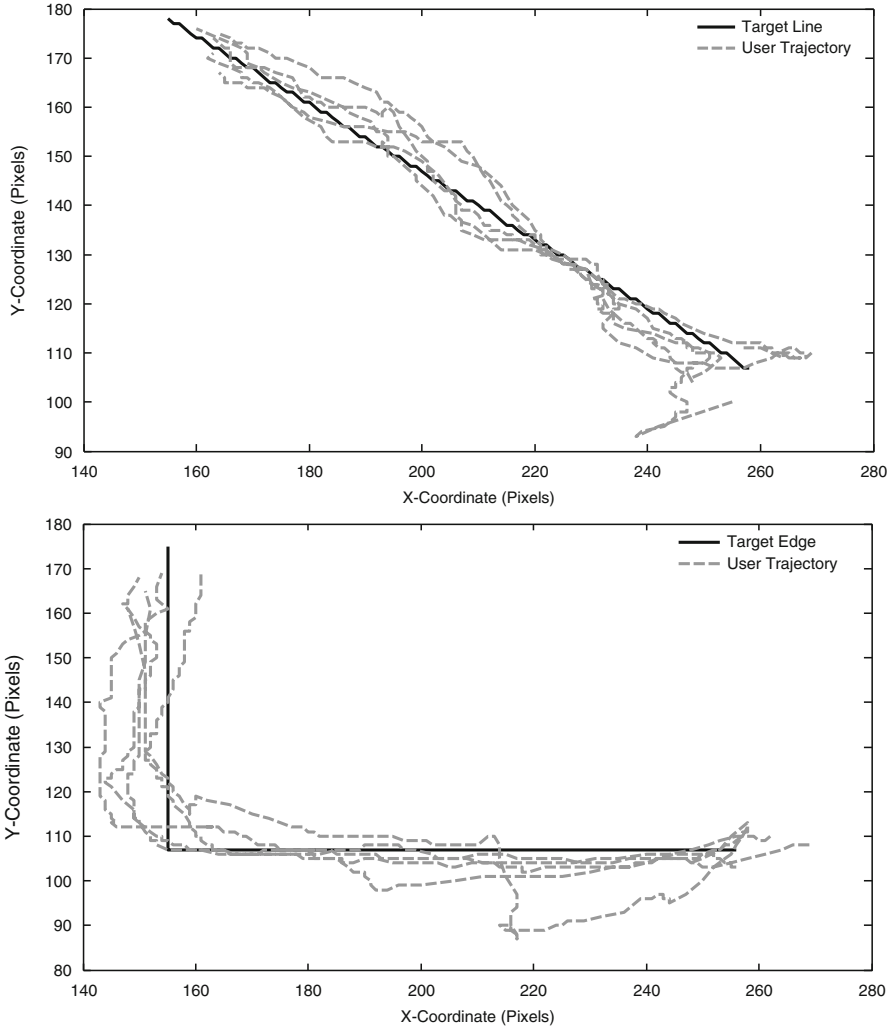 180
170
160
150
140
130
120
110
100
90
Y-Coordinate (Pixels)
Target Line
User Trajectory
140 160 180 200 220 240 260 280
X-Coordinate (Pixels)
180
170
160
150
140
130
120
110
100
90
80
Y-Coordinate (Pixels)
Target Edge
User Trajectory
140 160 180 200 220 240 260 280
X-Coordinate (Pixels)